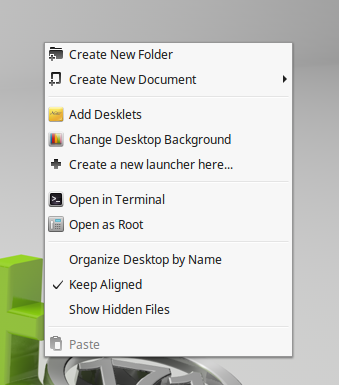 Create New Folder
Create New Document
Add Desklets
Change Desktop Background
Create a new launcher here...
Open in Terminal
Open as Root
Organize Desktop by Name
Keep Aligned
Show Hidden Files
Paste